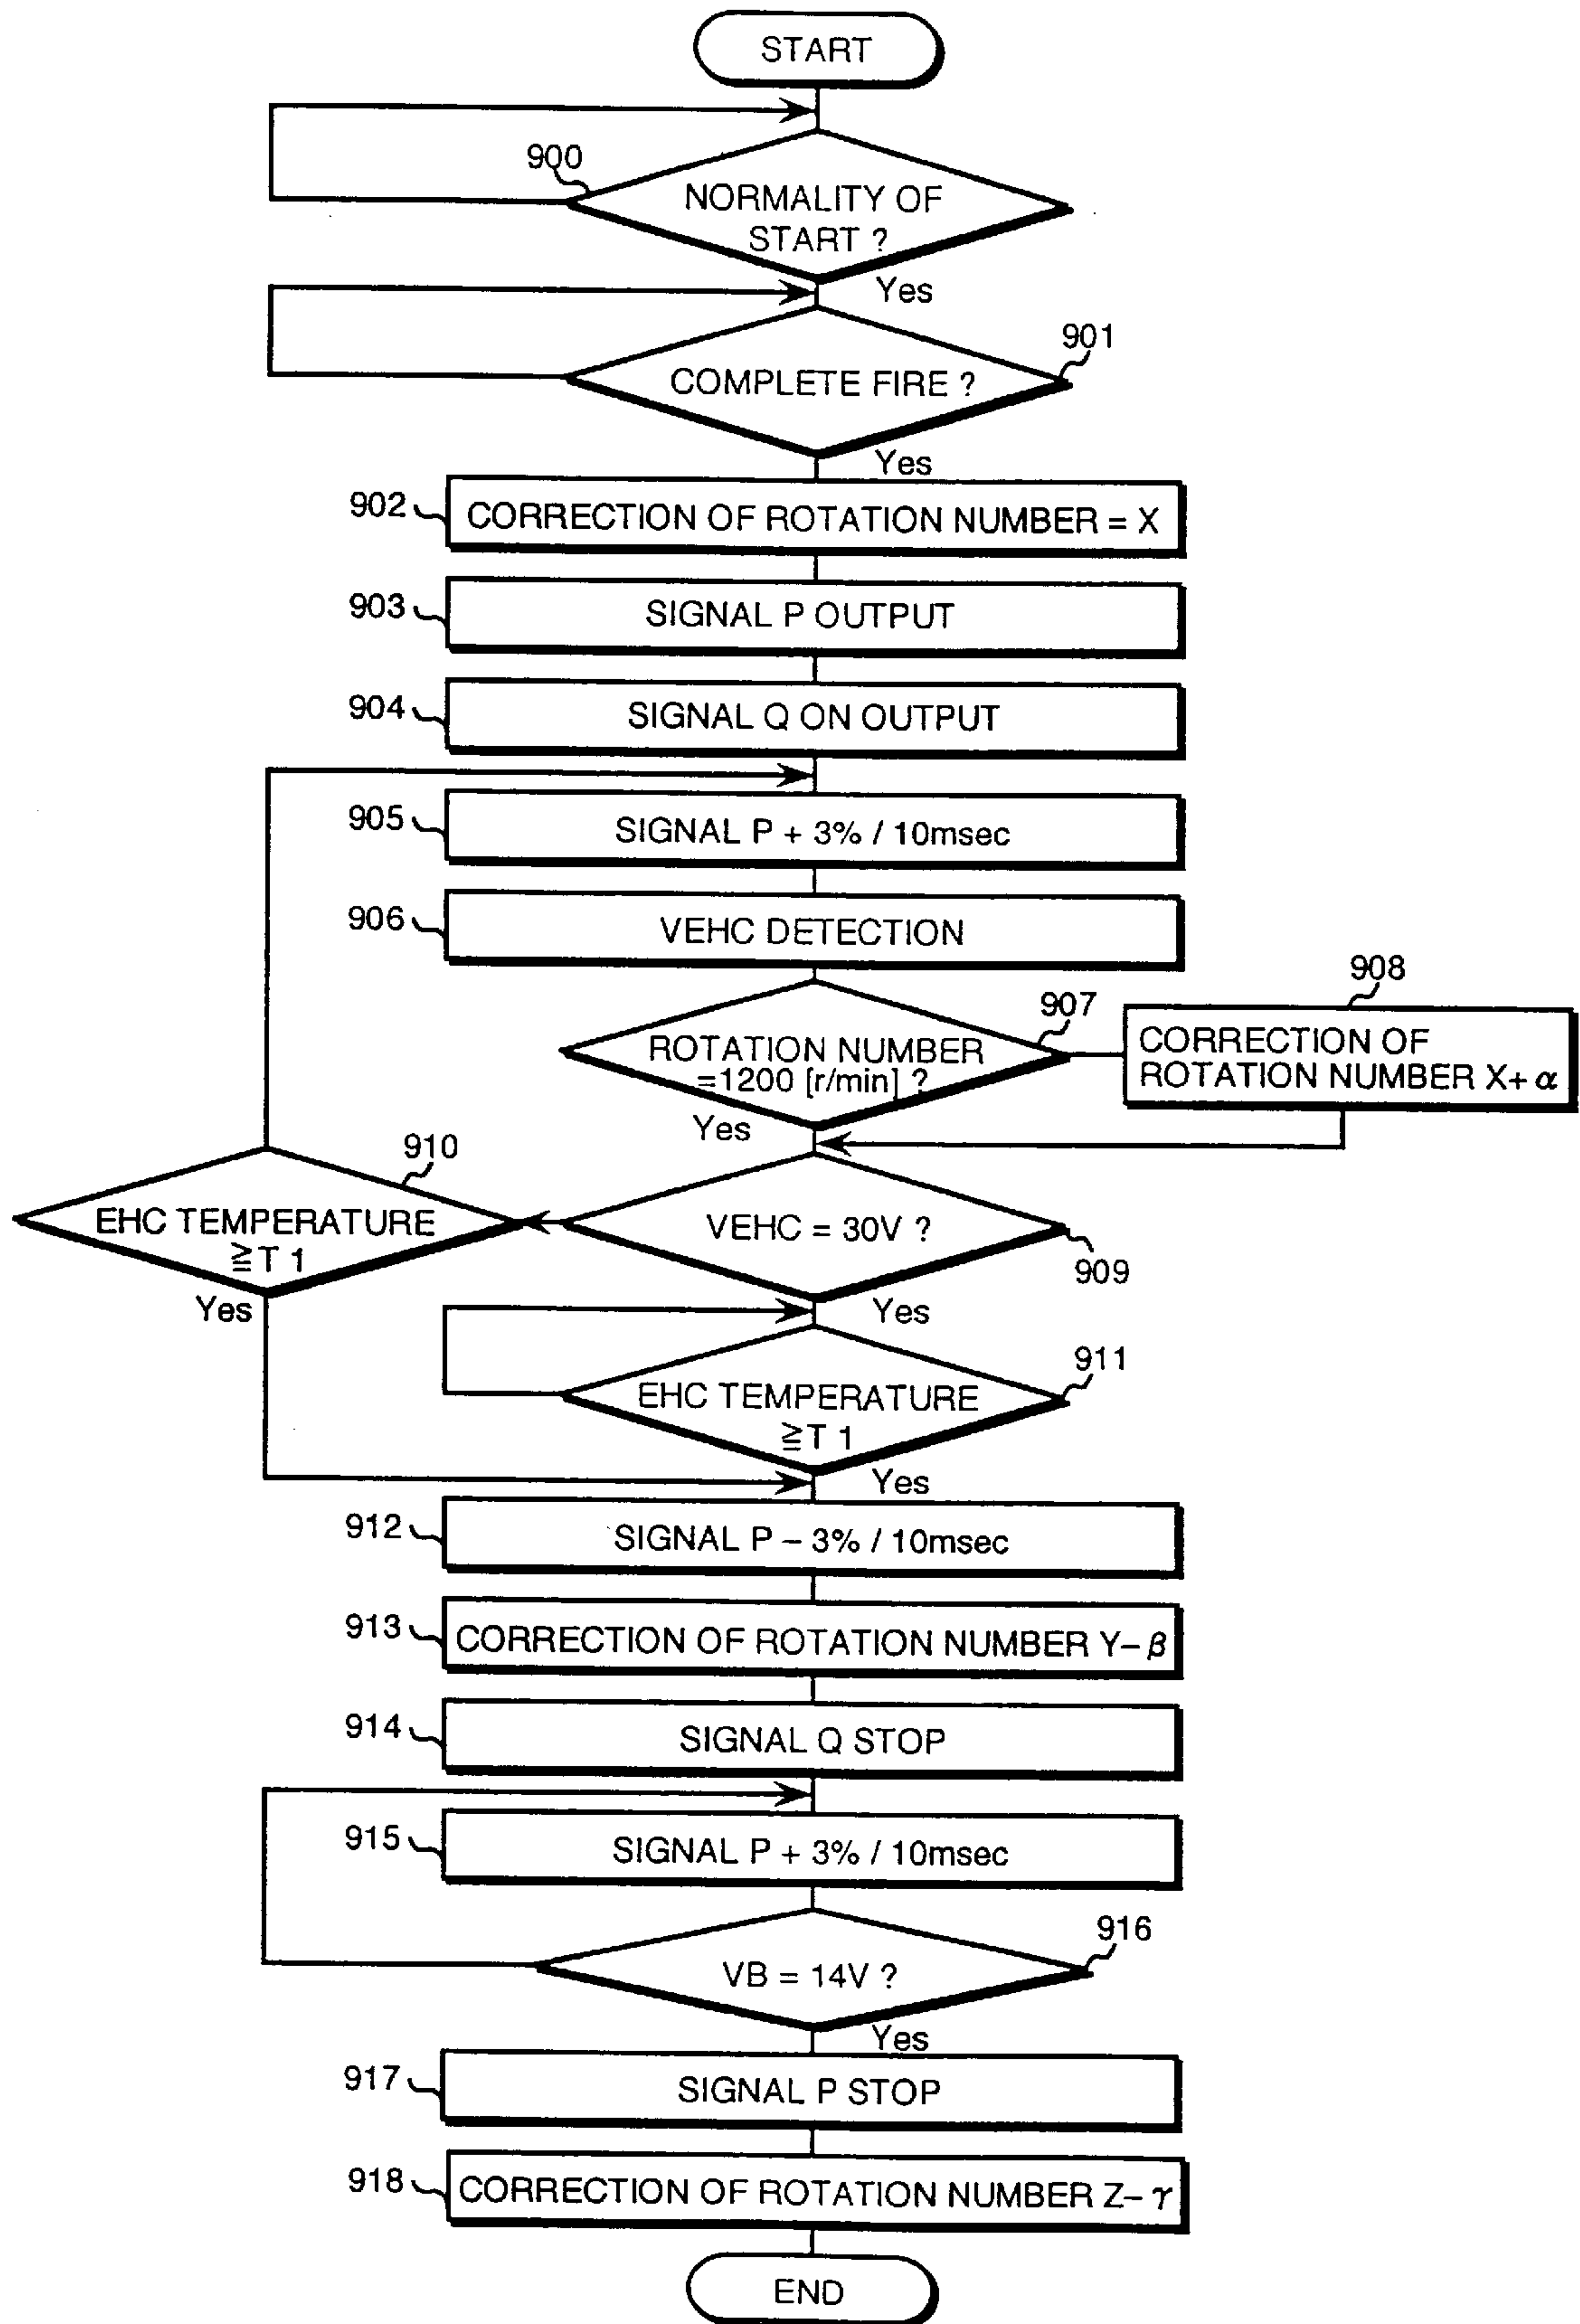 START
900
NORMALITY OF
START ?
Yes
901
COMPLETE FIRE ?
Yes
902
CORRECTION OF ROTATION NUMBER = X
903
SIGNAL P OUTPUT
904
SIGNAL Q ON OUTPUT
905
SIGNAL P + 3% / 10msec
906
VEHC DETECTION
907
ROTATION NUMBER
=1200 [r/min] ?
Yes
908
CORRECTION OF
ROTATION NUMBER X+ α
910
EHC TEMPERATURE
≧T 1
Yes
VEHC = 30V ?
909
Yes
911
EHC TEMPERATURE
≧T 1
Yes
912
SIGNAL P – 3% / 10msec
913
CORRECTION OF ROTATION NUMBER Y– β
914
SIGNAL Q STOP
915
SIGNAL P + 3% / 10msec
916
VB = 14V ?
Yes
917
SIGNAL P STOP
918
CORRECTION OF ROTATION NUMBER Z– γ
END